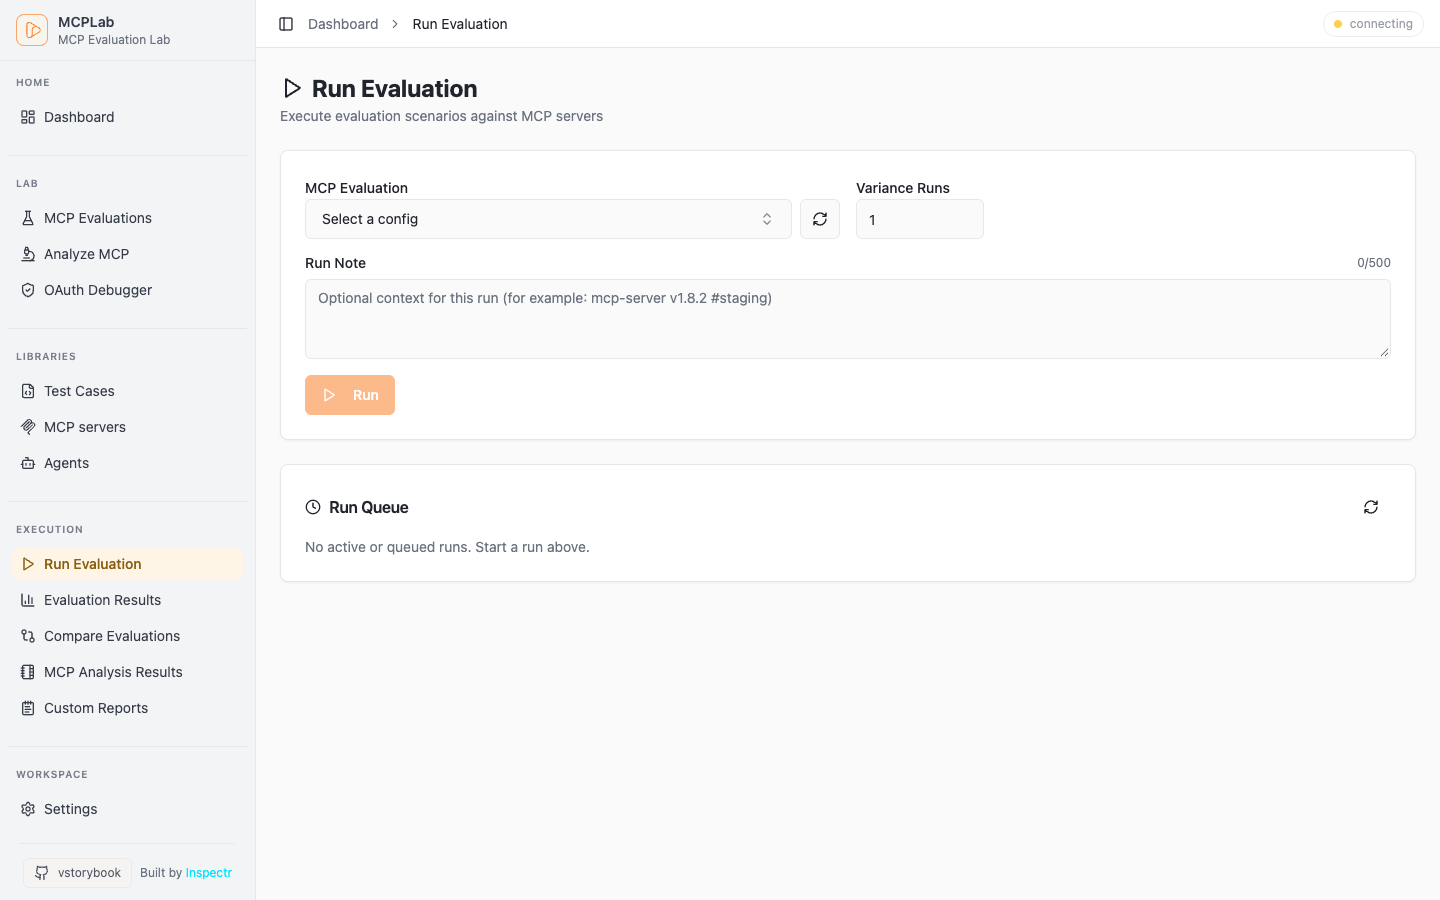 MCPLab
MCP Evaluation Lab
HOME
Dashboard
LAB
MCP Evaluations
Analyze MCP
OAuth Debugger
LIBRARIES
Test Cases
MCP servers
Agents
EXECUTION
Run Evaluation
Evaluation Results
Compare Evaluations
MCP Analysis Results
Custom Reports
WORKSPACE
Settings
vstorybook Built by Inspectr
Dashboard > Run Evaluation
connecting
Run Evaluation
Execute evaluation scenarios against MCP servers
MCP Evaluation
Select a config
Variance Runs
1
Run Note
0/500
Optional context for this run (for example: mcp-server v1.8.2 #staging)
Run
Run Queue
No active or queued runs. Start a run above.